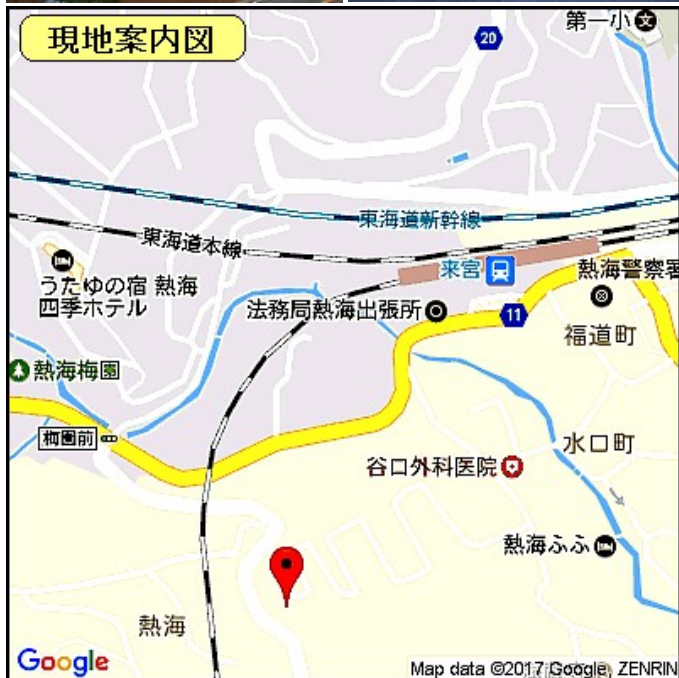 現地案内図
第一小
20
東海道新幹線
東海道本線
来宮
うたゆの宿 熱海
四季ホテル
法務局熱海出張所
11
熱海警察署
福道町
熱海梅園
梅園前
谷口外科医院
水口町
熱海ふふ
熱海
Google
Map data ©2017 Google, ZENRIN